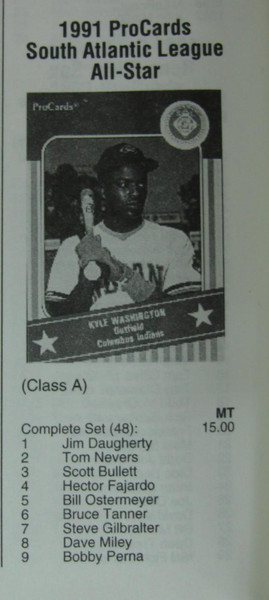 1991 ProCards
South Atlantic League
All-Star
ProCards
KYLE WASHINGTON
Outfield
Columbus Indians
(Class A)
MT
Complete Set (48): 15.00
1 Jim Daugherty
2 Tom Nevers
3 Scott Bullett
4 Hector Fajardo
5 Bill Ostermeyer
6 Bruce Tanner
7 Steve Gilbralter
8 Dave Miley
9 Bobby Perna